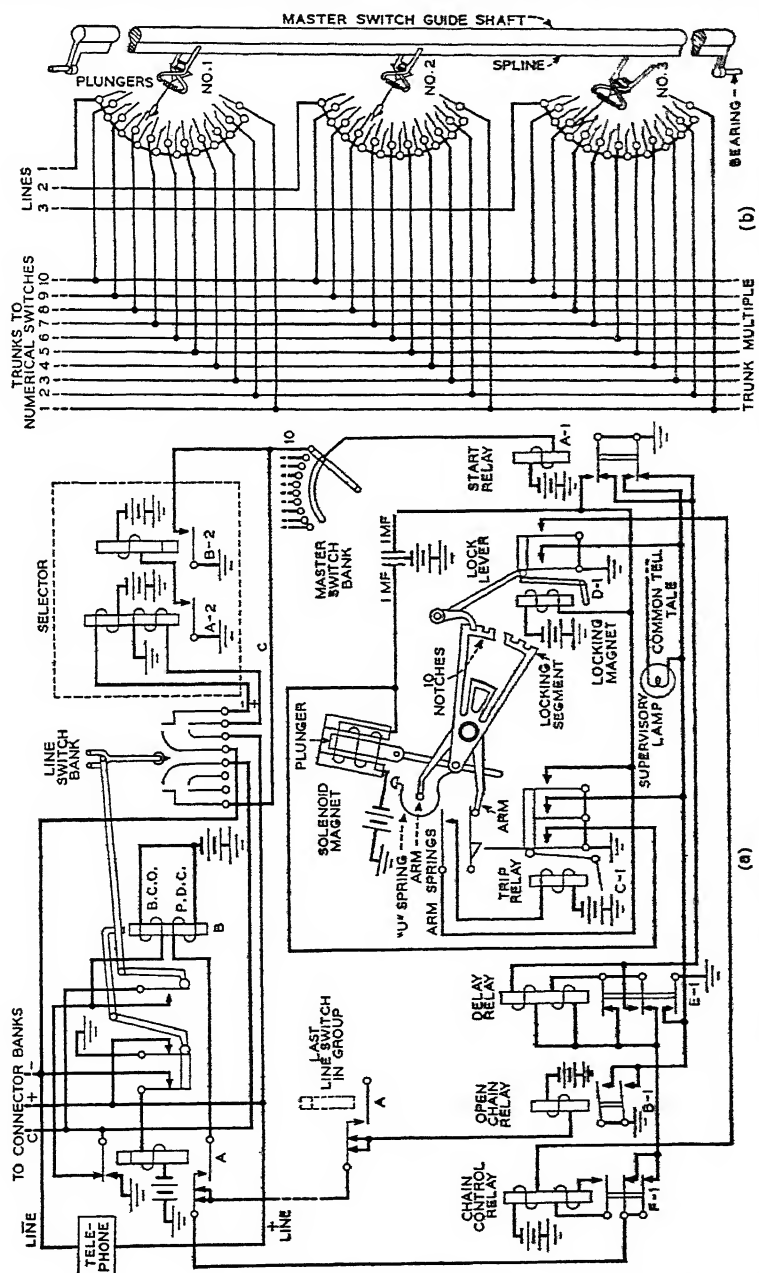 TO CONNECTOR BANKS
C
+
-
LINE
TELE-
PHONE
+
LINE
A
B.C.O.
P.D.C.
B
LINE
SWITCH
BANK
-
+
C
SELECTOR
A-2
B-2
10
MASTER
SWITCH
BANK
LAST
LINE SWITCH
IN GROUP
A
SOLENOID
MAGNET
PLUNGER
"U" SPRING
ARM
ARM SPRINGS
ARM
10
NOTCHES
LOCKING
SEGMENT
1 MF
1 MF
LOCK
LEVER
D-1
LOCKING
MAGNET
START
RELAY
A-1
TRIP
RELAY
C-1
SUPERVISORY
LAMP
COMMON TELL
TALE
CHAIN
CONTROL
RELAY
F-1
OPEN
CHAIN
RELAY
B-1
DELAY
RELAY
E-1
(a)
TRUNKS TO
NUMERICAL SWITCHES
1
2
3
4
5
6
7
8
9
10
LINES
3
2
1
PLUNGERS
NO. 1
NO. 2
NO. 3
MASTER SWITCH GUIDE SHAFT
SPLINE
BEARING
TRUNK MULTIPLE
(b)